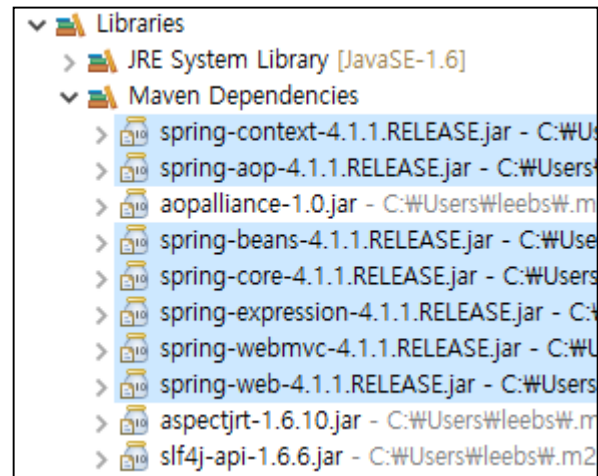 Libraries
JRE System Library [JavaSE-1.6]
Maven Dependencies
spring-context-4.1.1.RELEASE.jar - C:₩Us
spring-aop-4.1.1.RELEASE.jar - C:₩Users₩
aopalliance-1.0.jar - C:₩Users₩leebs₩.m
spring-beans-4.1.1.RELEASE.jar - C:₩Use
spring-core-4.1.1.RELEASE.jar - C:₩Users
spring-expression-4.1.1.RELEASE.jar - C:₩
spring-webmvc-4.1.1.RELEASE.jar - C:₩U
spring-web-4.1.1.RELEASE.jar - C:₩Users
aspectjrt-1.6.10.jar - C:₩Users₩leebs₩.m
slf4j-api-1.6.6.jar - C:₩Users₩leebs₩.m2